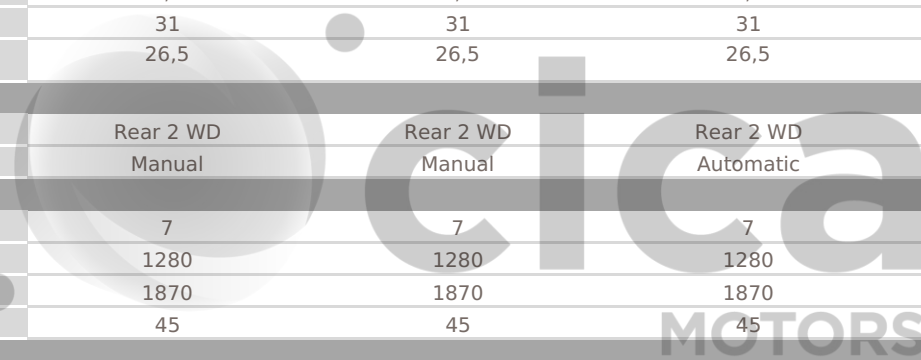 31 31 31
26,5 26,5 26,5
Rear 2 WD Rear 2 WD Rear 2 WD
Manual Manual Automatic
7 7 7
1280 1280 1280
1870 1870 1870
45 45 45
cica
MOTORS